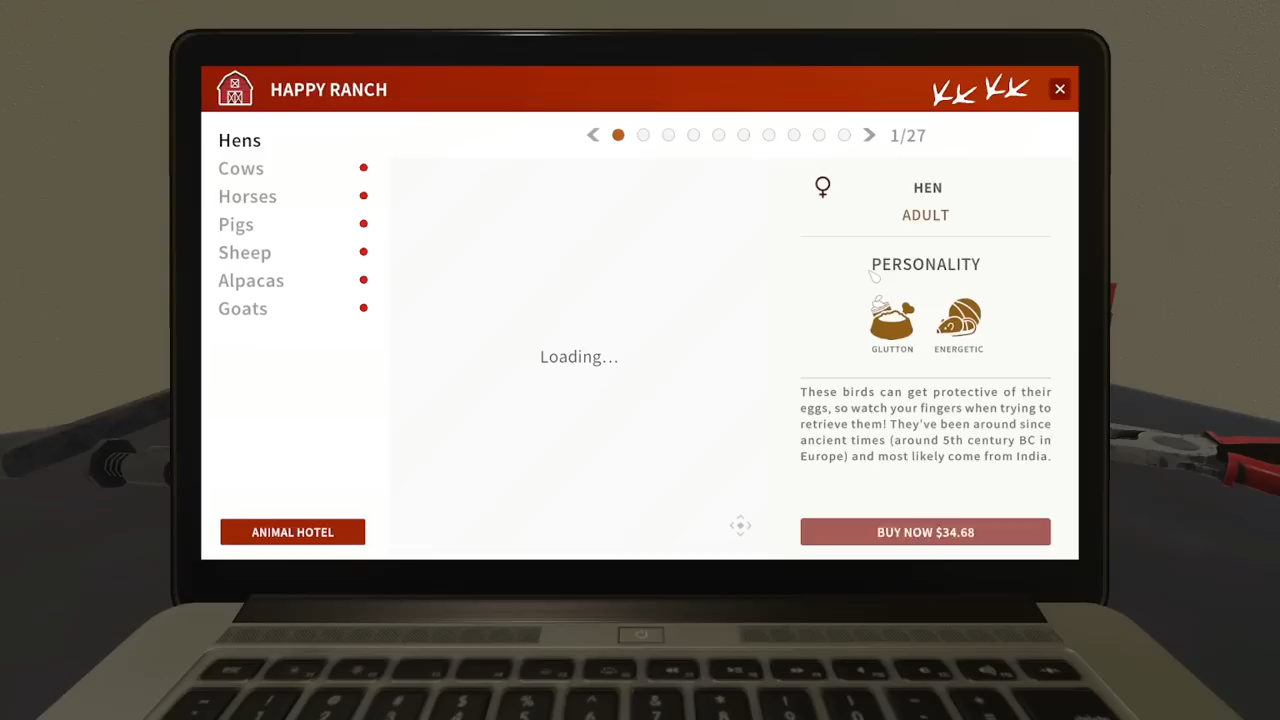 HAPPY RANCH
Hens
Cows
Horses
Pigs
Sheep
Alpacas
Goats
ANIMAL HOTEL
1/27
Loading...
HEN
ADULT
PERSONALITY
GLUTTON
ENERGETIC
These birds can get protective of their
eggs, so watch your fingers when trying to
retrieve them! They've been around since
ancient times (around 5th century BC in
Europe) and most likely come from India.
BUY NOW $34.68